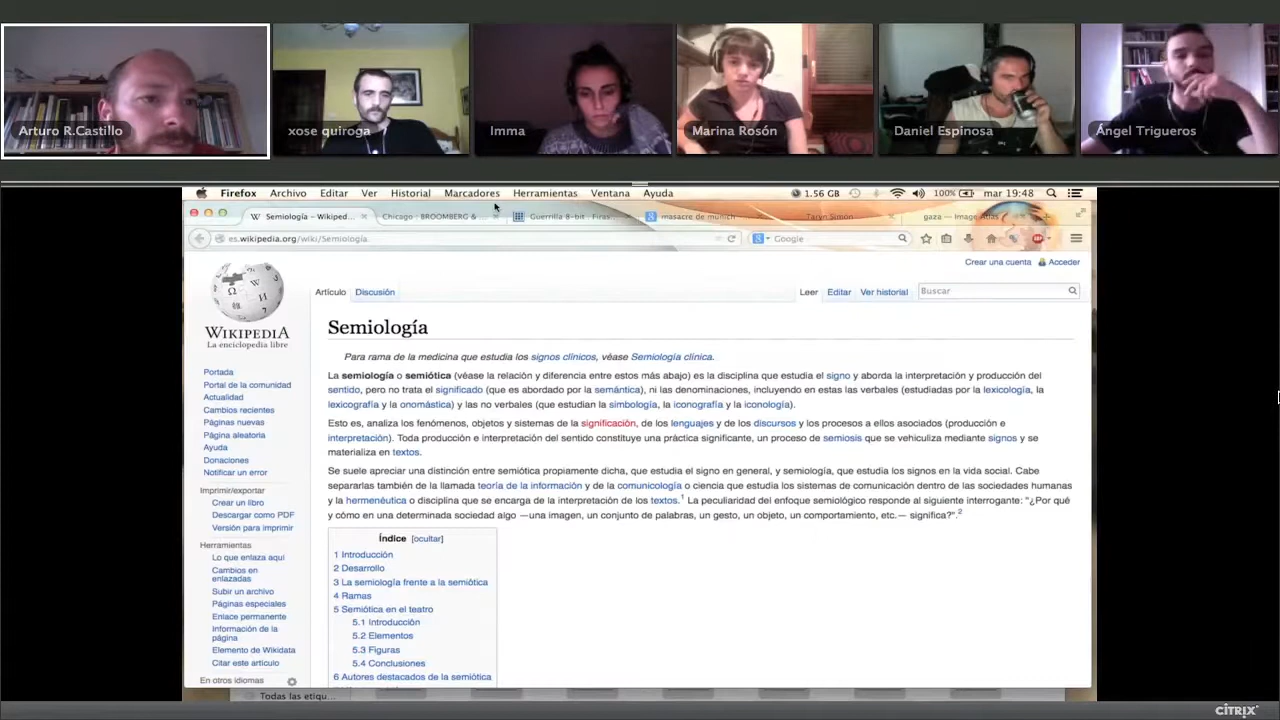 Arturo R.Castillo
xose quiroga
Imma
Marina Rosón
Daniel Espinosa
Ángel Trigueros
Firefox Archivo Editar Ver Historial Marcadores Herramientas Ventana Ayuda 1.56 GB 100% mar 19:48
Semiología – Wikiped... Chicago : BROOMBERG & ... Guerrilla 8-bit · Firas... masacre de munich Taryn Simon gaza — Image Atlas
es.wikipedia.org/wiki/Semiología Google
Crear una cuenta Acceder
Artículo Discusión Leer Editar Ver historial Buscar
WIKIPEDIA
La enciclopedia libre
Portada
Portal de la comunidad
Actualidad
Cambios recientes
Páginas nuevas
Página aleatoria
Ayuda
Donaciones
Notificar un error
Imprimir/exportar
Crear un libro
Descargar como PDF
Versión para imprimir
Herramientas
Lo que enlaza aquí
Cambios en
enlazadas
Subir un archivo
Páginas especiales
Enlace permanente
Información de la
página
Elemento de Wikidata
Citar este artículo
En otros idiomas
Semiología
Para rama de la medicina que estudia los signos clínicos, véase Semiología clínica.
La semiología o semiótica (véase la relación y diferencia entre estos más abajo) es la disciplina que estudia el signo y aborda la interpretación y producción del
sentido, pero no trata el significado (que es abordado por la semántica), ni las denominaciones, incluyendo en estas las verbales (estudiadas por la lexicología, la
lexicografía y la onomástica) y las no verbales (que estudian la simbología, la iconografía y la iconología).
Esto es, analiza los fenómenos, objetos y sistemas de la significación, de los lenguajes y de los discursos y los procesos a ellos asociados (producción e
interpretación). Toda producción e interpretación del sentido constituye una práctica significante, un proceso de semiosis que se vehiculiza mediante signos y se
materializa en textos.
Se suele apreciar una distinción entre semiótica propiamente dicha, que estudia el signo en general, y semiología, que estudia los signos en la vida social. Cabe
separarlas también de la llamada teoría de la información y de la comunicología o ciencia que estudia los sistemas de comunicación dentro de las sociedades humanas
y la hermenéutica o disciplina que se encarga de la interpretación de los textos.1 La peculiaridad del enfoque semiológico responde al siguiente interrogante: "¿Por qué
y cómo en una determinada sociedad algo —una imagen, un conjunto de palabras, un gesto, un objeto, un comportamiento, etc.— significa?" 2
Índice [ocultar]
1 Introducción
2 Desarrollo
3 La semiología frente a la semiótica
4 Ramas
5 Semiótica en el teatro
5.1 Introducción
5.2 Elementos
5.3 Figuras
5.4 Conclusiones
6 Autores destacados de la semiótica
Todas las etiqu...
CITRIX